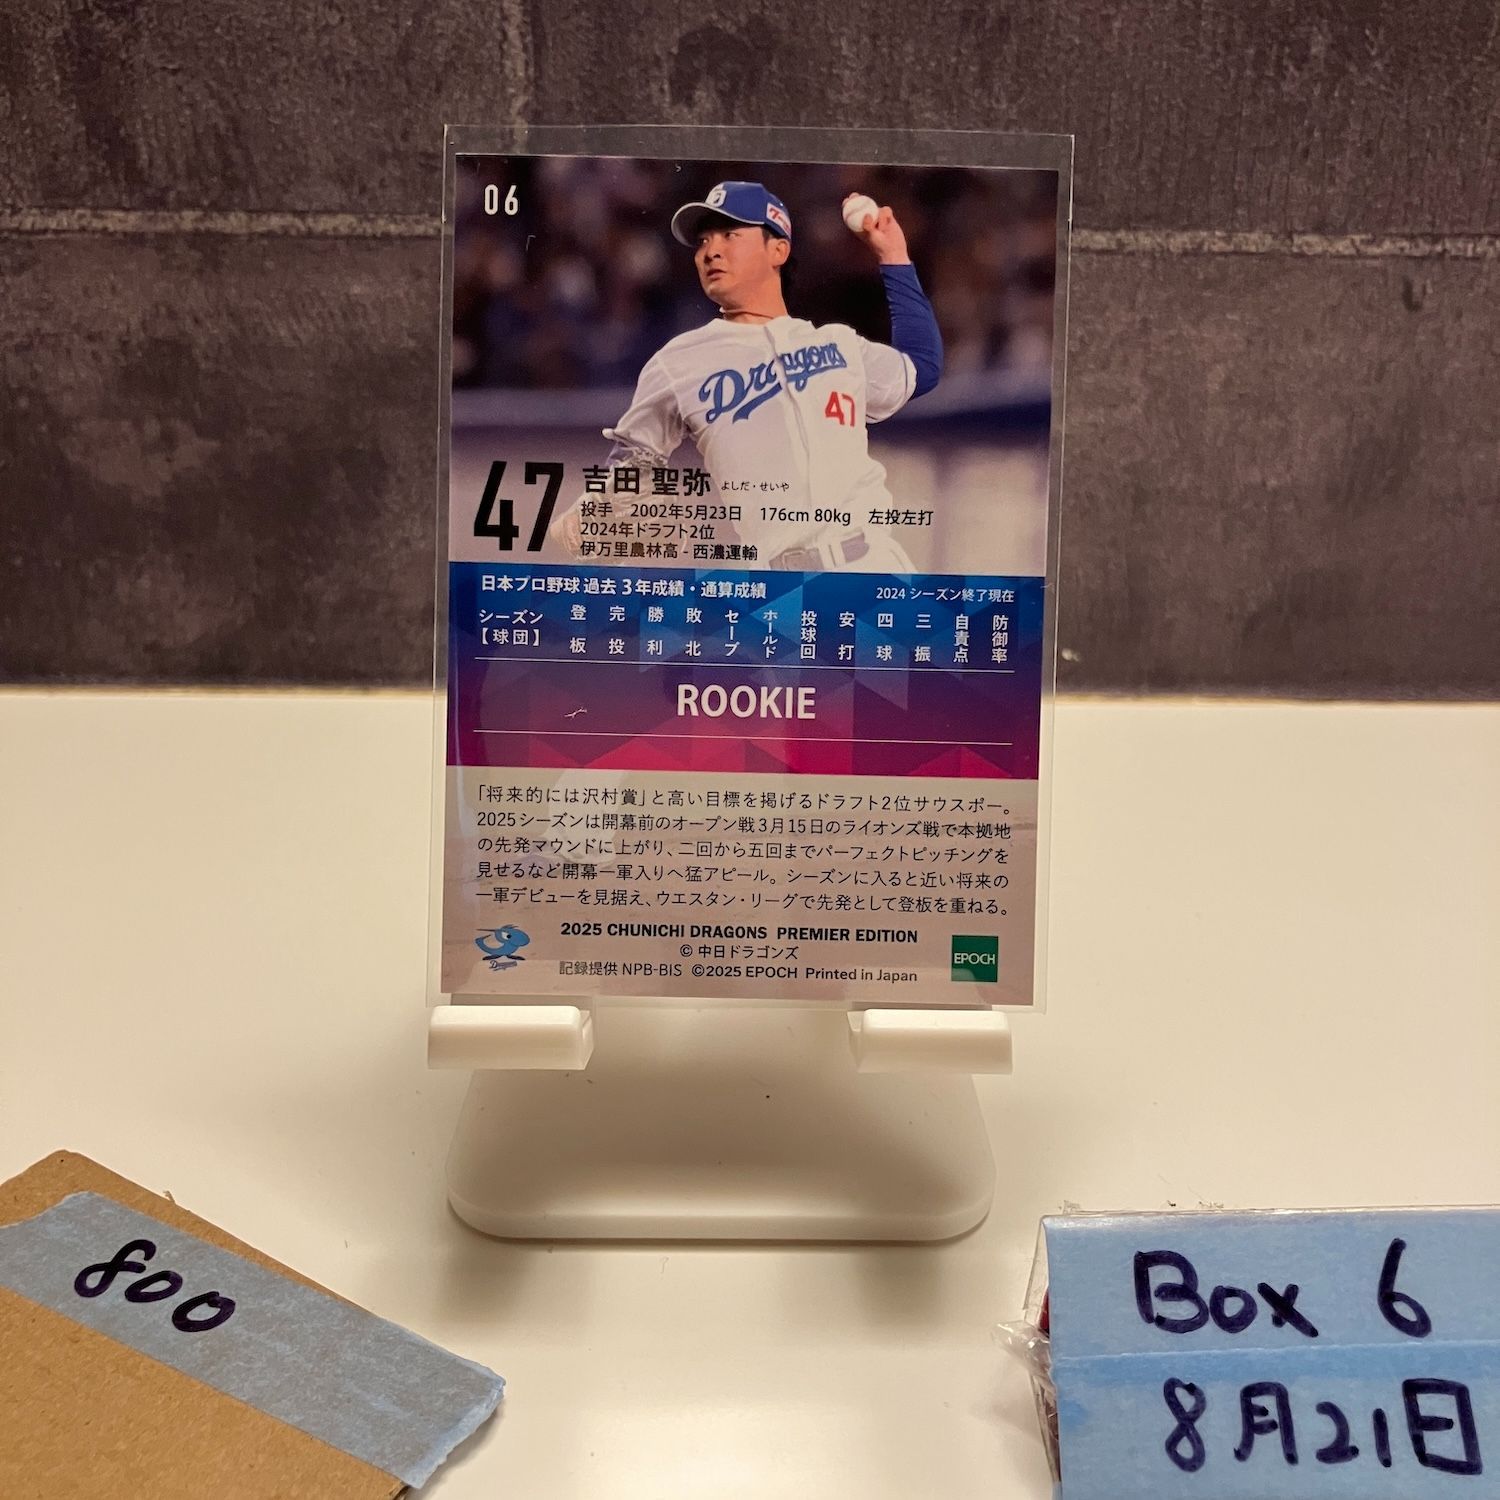 06
Dragons
47
47
吉田 聖弥 よしだ・せいや
投手 2002年5月23日 176cm 80kg 左投左打
2024年ドラフト2位
伊万里農林高 - 西濃運輸
日本プロ野球 過去3年成績・通算成績 2024 シーズン終了現在
シーズン【球団】 登板 完投 勝利 敗北 セーブ ホールド 投球回 安打 四球 三振 自責点 防御率
ROOKIE
「将来的には沢村賞」と高い目標を掲げるドラフト2位サウスポー。
2025シーズンは開幕前のオープン戦3月15日のライオンズ戦で本拠地
の先発マウンドに上がり、二回から五回までパーフェクトピッチングを
見せるなど開幕一軍入りへ猛アピール。シーズンに入ると近い将来の
一軍デビューを見据え、ウエスタン・リーグで先発として登板を重ねる。
2025 CHUNICHI DRAGONS PREMIER EDITION
© 中日ドラゴンズ
記録提供 NPB-BIS ©2025 EPOCH Printed in Japan
Dragons
EPOCH
800
Box 6
8月21日